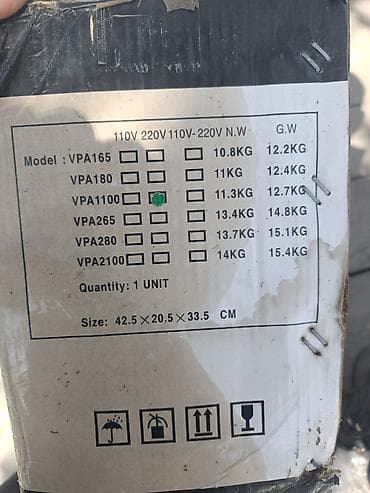 110V 220V 110V-220V N.W G.W
Model : VPA165 10.8KG 12.2KG
VPA180 11KG 12.4KG
VPA1100 11.3KG 12.7KG
VPA265 13.4KG 14.8KG
VPA280 13.7KG 15.1KG
VPA2100 14KG 15.4KG
Quantity: 1 UNIT
Size: 42.5×20.5×33.5 CM